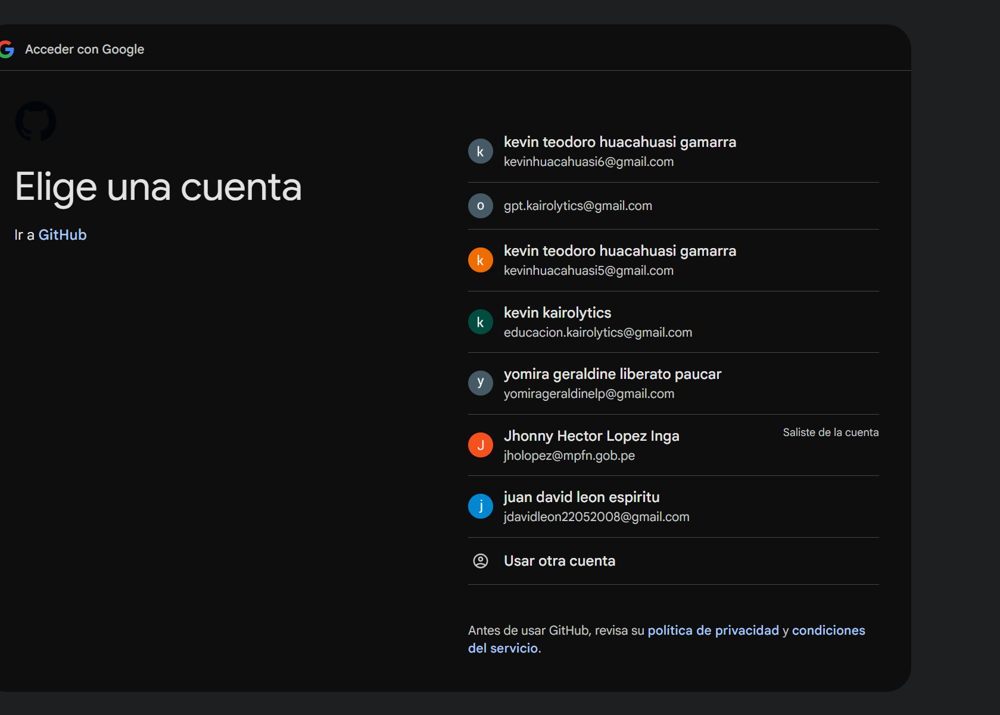 Acceder con Google
Elige una cuenta
Ir a GitHub
k
kevin teodoro huacahuasi gamarra
kevinhuacahuasi6@gmail.com
o
gpt.kairolytics@gmail.com
k
kevin teodoro huacahuasi gamarra
kevinhuacahuasi5@gmail.com
k
kevin kairolytics
educacion.kairolytics@gmail.com
y
yomira geraldine liberato paucar
yomirageraldinelp@gmail.com
J
Jhonny Hector Lopez Inga
Saliste de la cuenta
jholopez@mpfn.gob.pe
j
juan david leon espiritu
jdavidleon22052008@gmail.com
Usar otra cuenta
Antes de usar GitHub, revisa su política de privacidad y condiciones
del servicio.